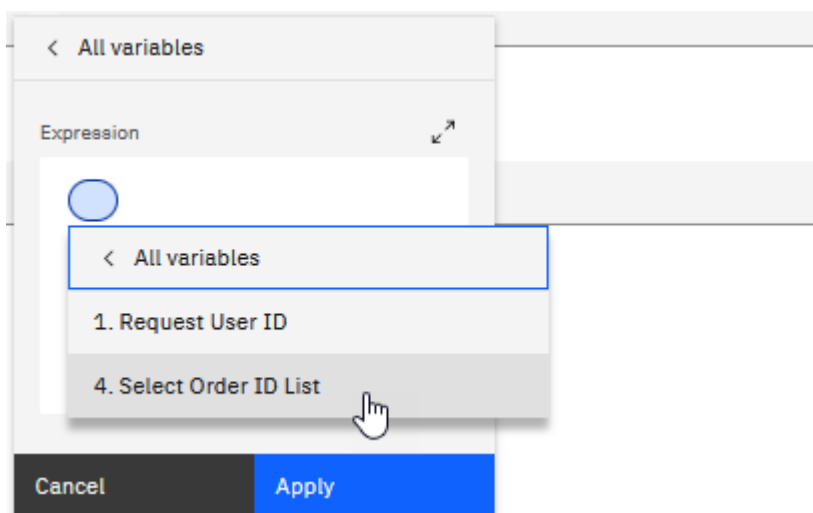 All variables
Expression
All variables
1. Request User ID
4. Select Order ID List
Cancel
Apply